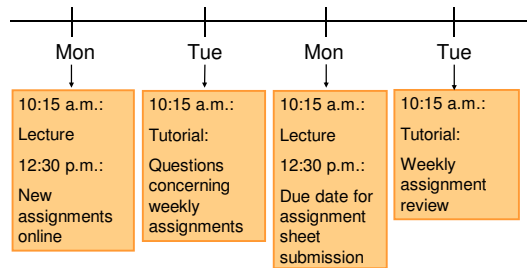 Mon
Tue
Mon
Tue
10:15 a.m.:
Lecture
12:30 p.m.:
New
assignments
online
10:15 a.m.:
Tutorial:
Questions
concerning
weekly
assignments
10:15 a.m.:
Lecture
12:30 p.m.:
Due date for
assignment
sheet
submission
10:15 a.m.:
Tutorial:
Weekly
assignment
review